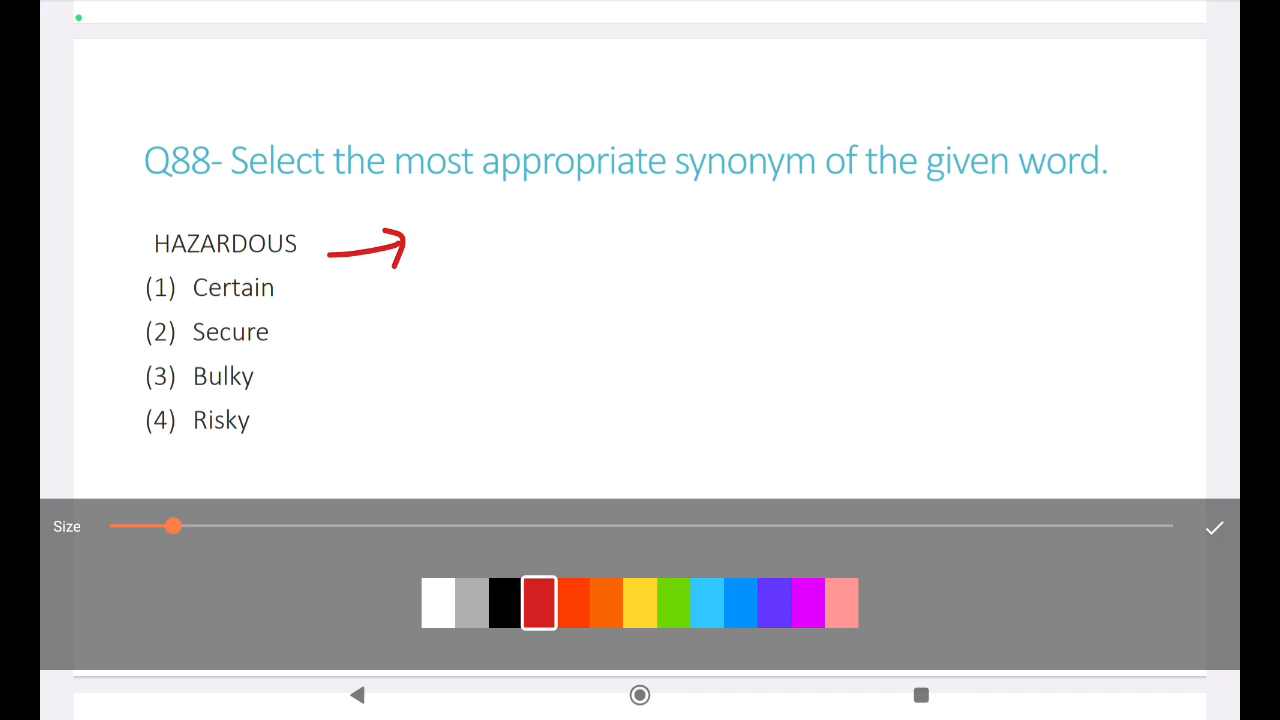 Q88- Select the most appropriate synonym of the given word.
HAZARDOUS
(1) Certain
(2) Secure
(3) Bulky
(4) Risky
Size